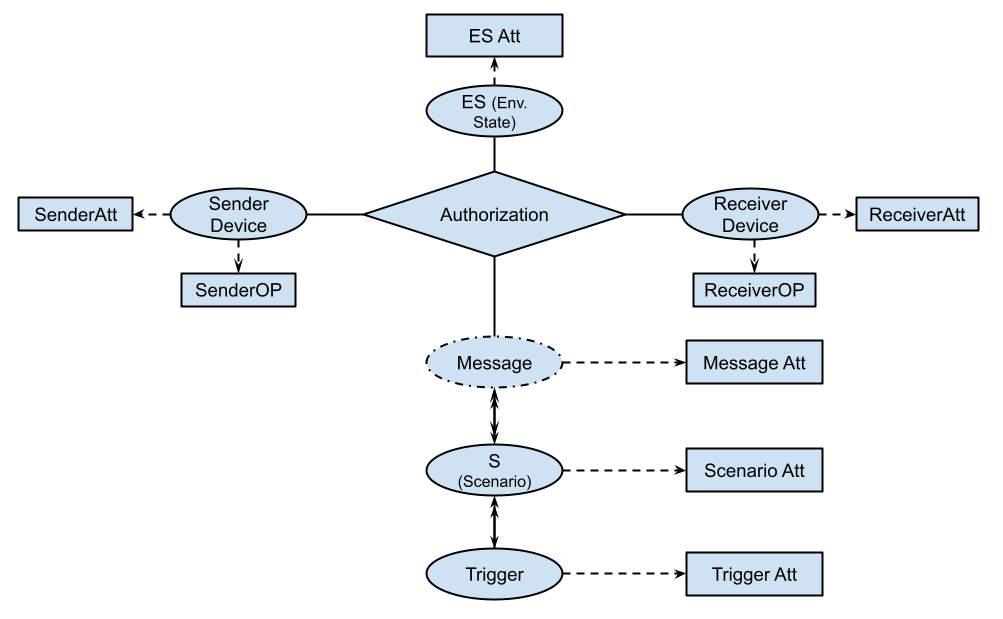 ES Att
ES (Env.
State)
SenderAtt
Sender
Device
Authorization
Receiver
Device
ReceiverAtt
SenderOP
ReceiverOP
Message
Message Att
S
(Scenario)
Scenario Att
Trigger
Trigger Att